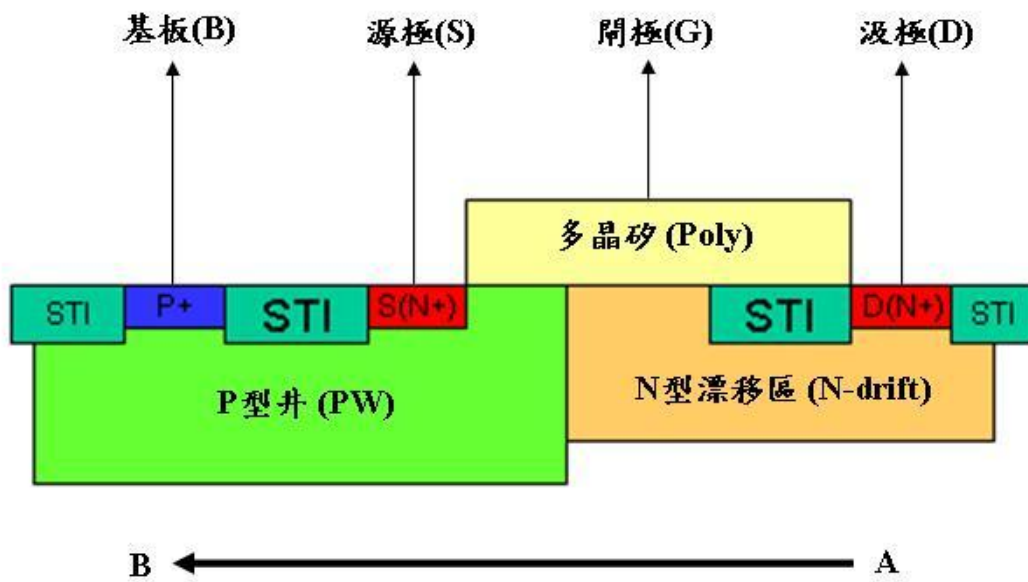 基板(B) 源極(S) 閘極(G) 汲極(D)
多晶矽 (Poly)
STI P+ STI S(N+) STI D(N+) STI
P型井 (PW) N型漂移區 (N-drift)
B A